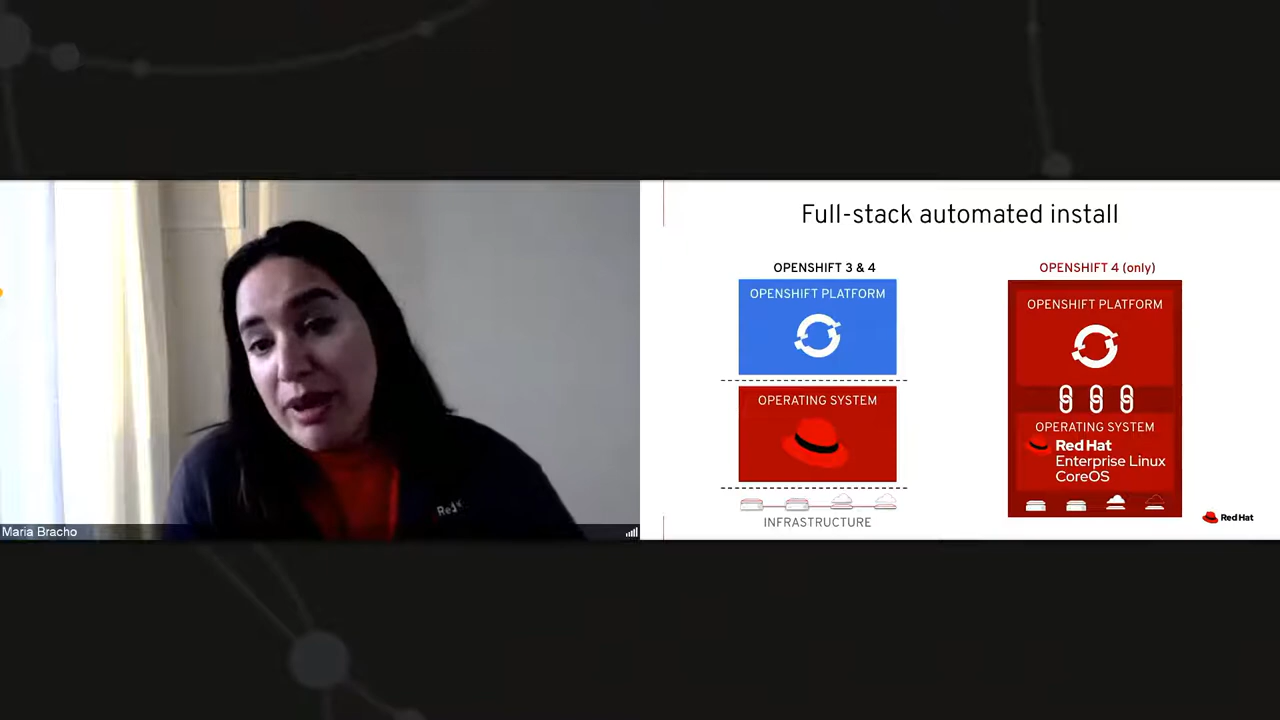 Maria Bracho
Full-stack automated install
OPENSHIFT 3 & 4
OPENSHIFT PLATFORM
OPERATING SYSTEM
INFRASTRUCTURE
OPENSHIFT 4 (only)
OPENSHIFT PLATFORM
OPERATING SYSTEM
Red Hat
Enterprise Linux
CoreOS
Red Hat